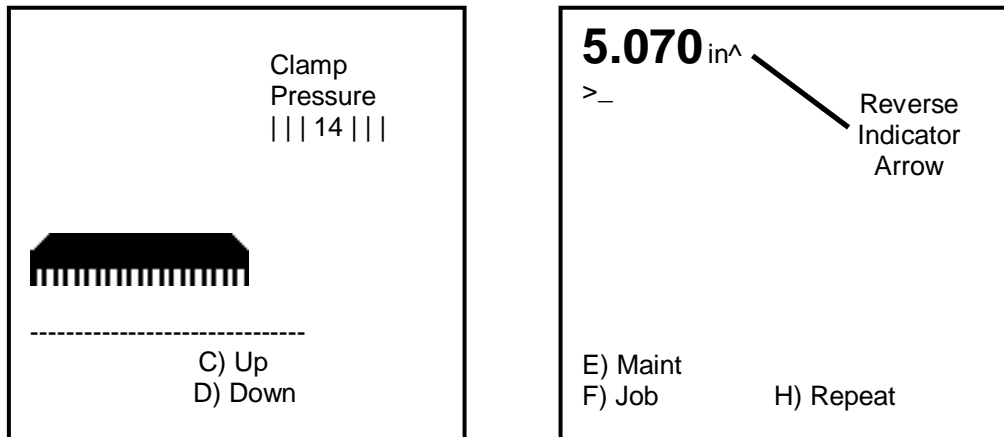 Clamp
Pressure
| | | 14 | | |
------------------------------
C) Up
D) Down
5.070 in^
>_
Reverse
Indicator
Arrow
E) Maint
F) Job H) Repeat